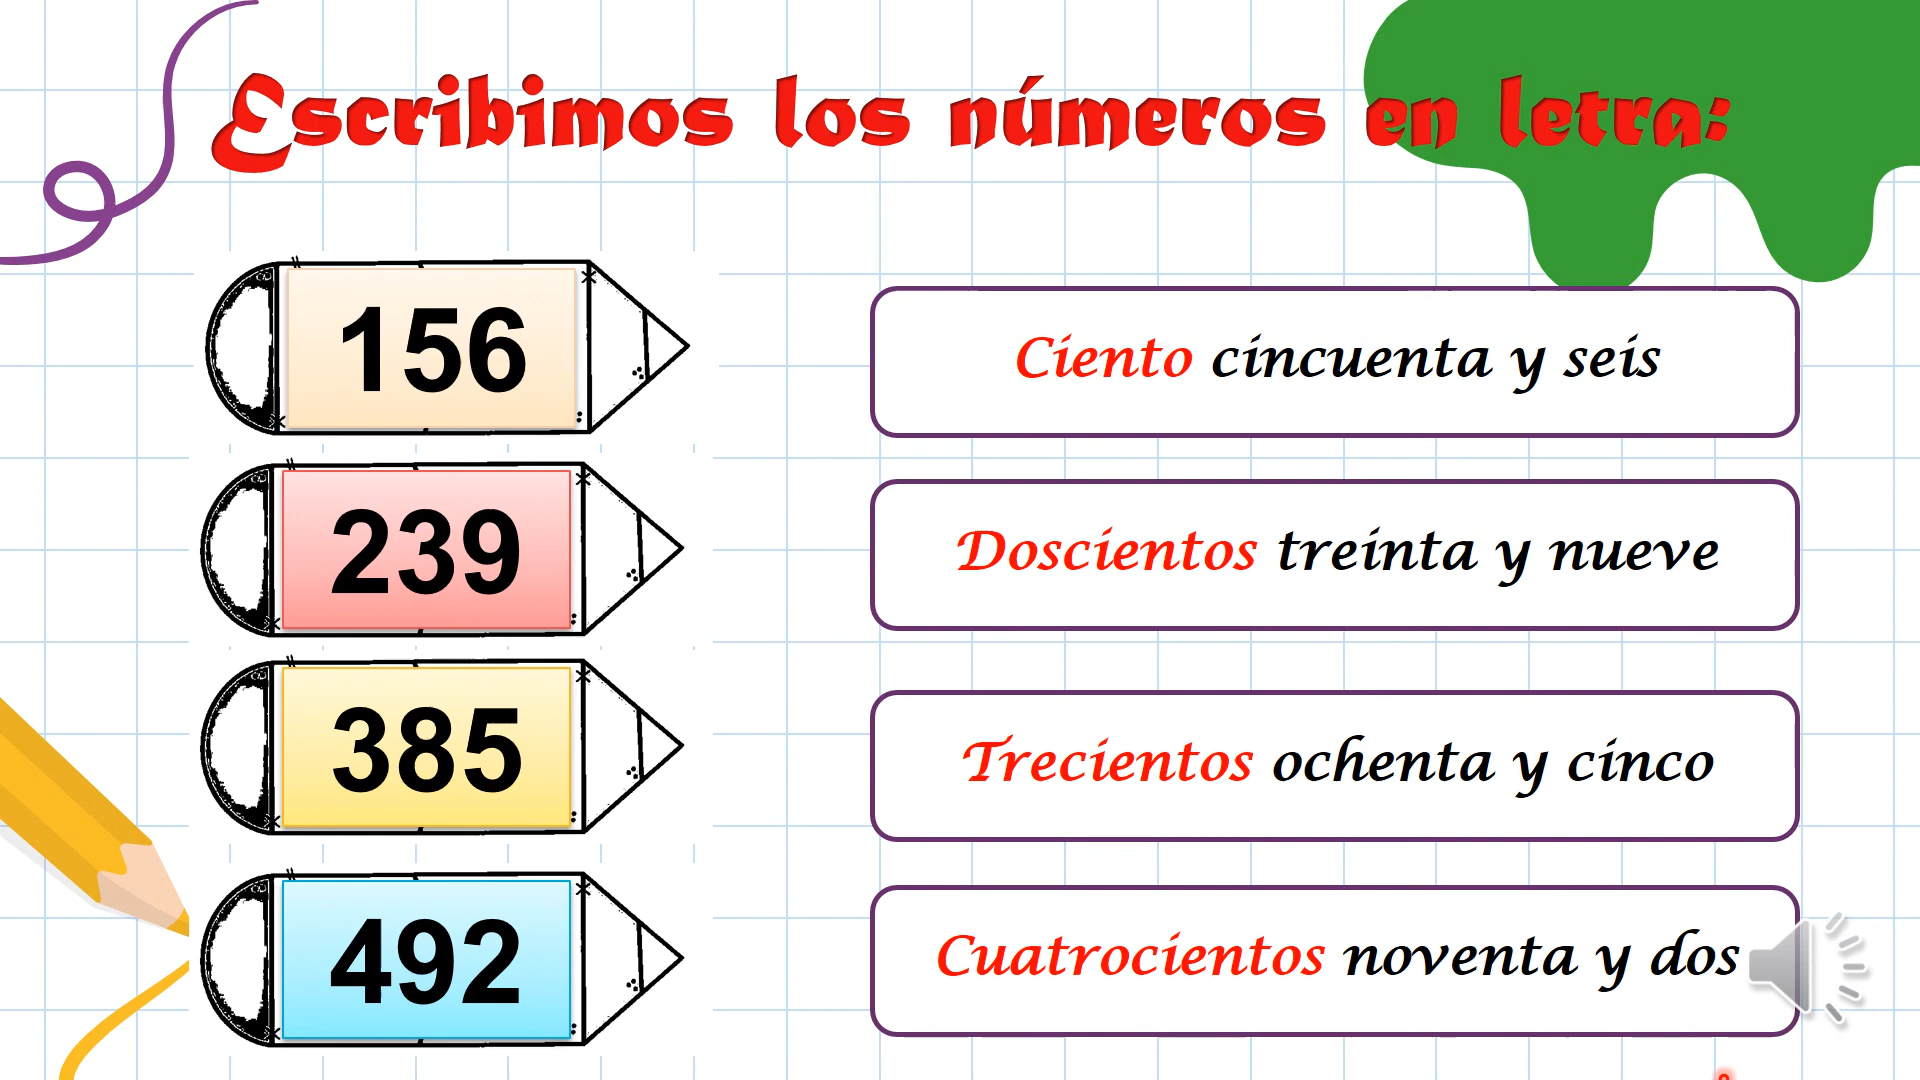 Escribimos los números en letra:
156
Ciento cincuenta y seis
239
Doscientos treinta y nueve
385
Trecientos ochenta y cinco
492
Cuatrocientos noventa y dos